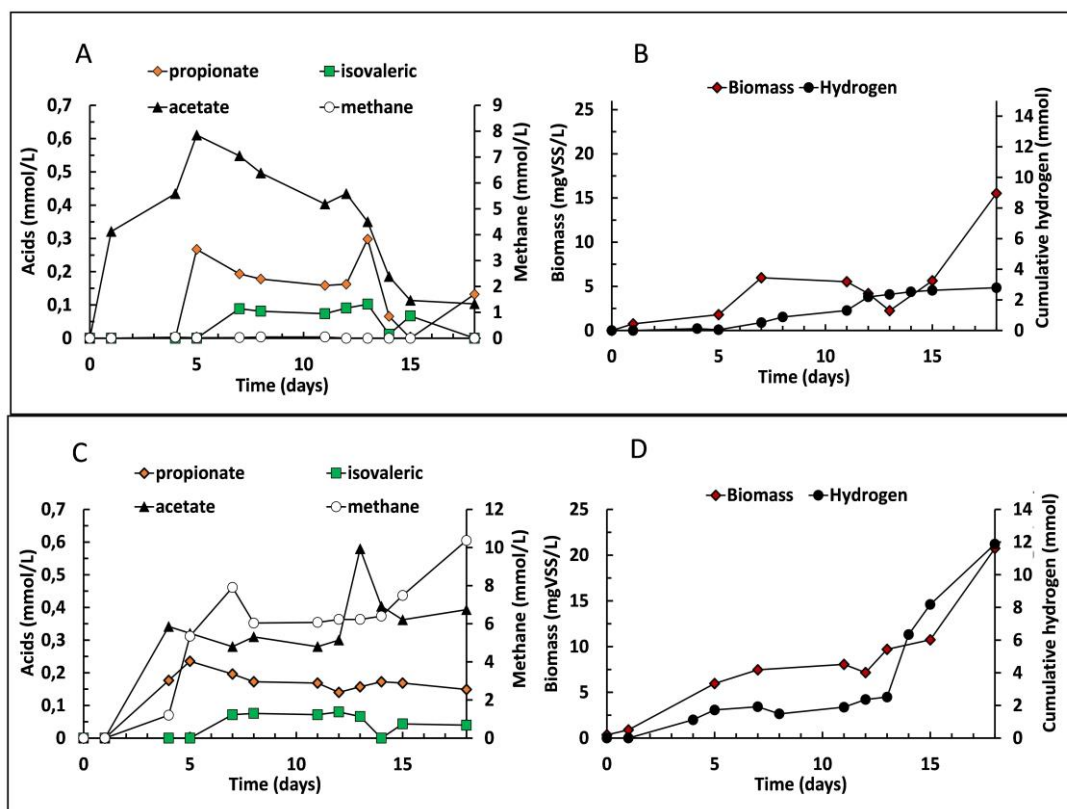 A
propionate
isovaleric
acetate
methane
0,7
0,6
0,5
0,4
0,3
0,2
0,1
0
Acids (mmol/L)
9
8
7
6
5
4
3
2
1
0
Methane (mmol/L)
0 5 10 15
Time (days)
B
Biomass
Hydrogen
25
20
15
10
5
0
Biomass (mgVSS/L)
14
12
10
8
6
4
2
0
Cumulative hydrogen (mmol)
0 5 10 15
Time (days)
C
propionate
isovaleric
acetate
methane
0,7
0,6
0,5
0,4
0,3
0,2
0,1
0
Acids (mmol/L)
12
10
8
6
4
2
0
Methane (mmol/L)
0 5 10 15
Time (days)
D
Biomass
Hydrogen
25
20
15
10
5
0
Biomass (mgVSS/L)
14
12
10
8
6
4
2
0
Cumulative hydrogen (mmol)
0 5 10 15
Time (days)